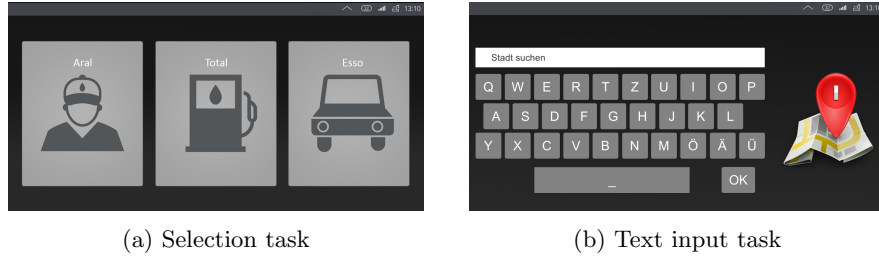 13:10
Aral Total Esso
(a) Selection task
13:10
Stadt suchen
Q W E R T Z U I O P
A S D F G H J K L
Y X C V B N M Ö Ä Ü
_ OK
(b) Text input task